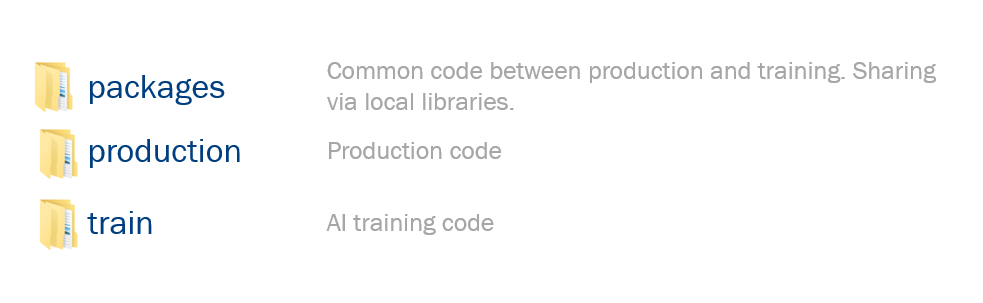 packages
Common code between production and training. Sharing
via local libraries.
production
Production code
train
AI training code